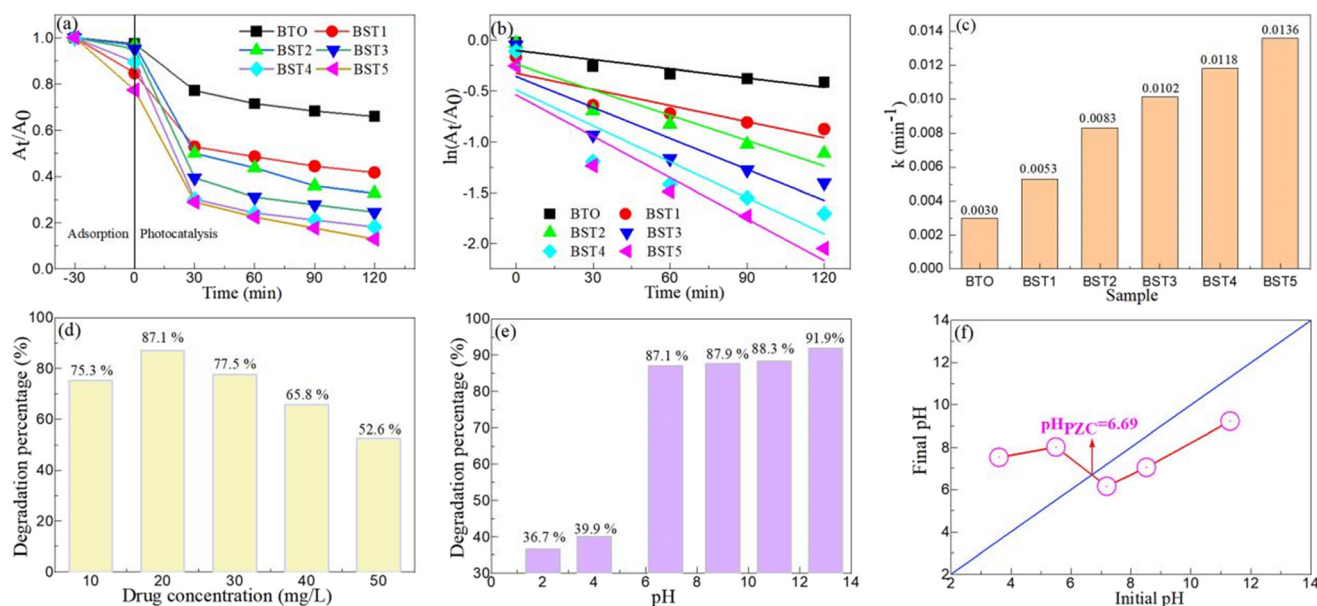 (a)
BTO BST1
BST2 BST3
BST4 BST5
At/A0
1.0
0.8
0.6
0.4
0.2
0.0
Adsorption Photocatalysis
-30 0 30 60 90 120
Time (min)
(b)
ln(At/A0)
0.0
-0.5
-1.0
-1.5
-2.0
BTO BST1
BST2 BST3
BST4 BST5
0 30 60 90 120
Time (min)
(c)
k (min-1)
0.014
0.012
0.010
0.008
0.006
0.004
0.002
0.000
0.0030 0.0053 0.0083 0.0102 0.0118 0.0136
BTO BST1 BST2 BST3 BST4 BST5
Sample
(d)
Degradation percentage (%)
100
80
60
40
20
0
75.3 % 87.1 % 77.5 % 65.8 % 52.6 %
10 20 30 40 50
Drug concentration (mg/L)
(e)
Degradation percentage (%)
100
90
80
70
60
50
40
30
36.7 % 39.9 % 87.1 % 87.9 % 88.3 % 91.9%
0 2 4 6 8 10 12 14
pH
(f)
Final pH
14
12
10
8
6
4
2
pHPZC=6.69
2 4 6 8 10 12 14
Initial pH